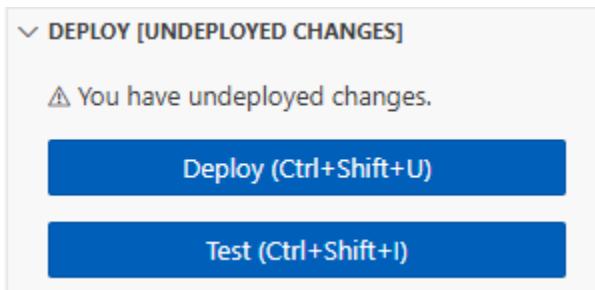 DEPLOY [UNDEPLOYED CHANGES]
⚠ You have undeployed changes.
Deploy (Ctrl+Shift+U)
Test (Ctrl+Shift+I)